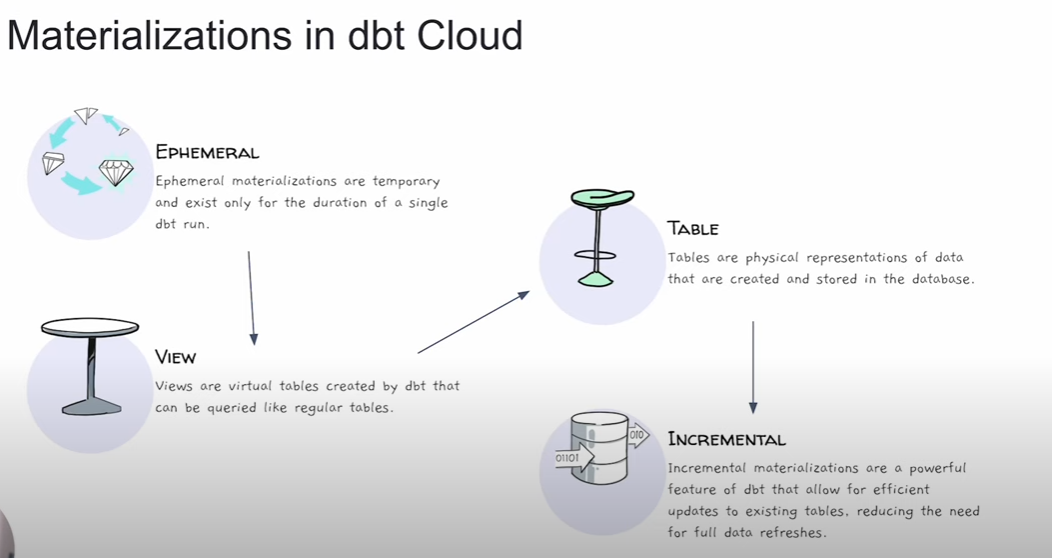 Materializations in dbt Cloud
EPHEMERAL
Ephemeral materializations are temporary
and exist only for the duration of a single
dbt run.
VIEW
Views are virtual tables created by dbt that
can be queried like regular tables.
TABLE
Tables are physical representations of data
that are created and stored in the database.
01101
010
INCREMENTAL
Incremental materializations are a powerful
feature of dbt that allow for efficient
updates to existing tables, reducing the need
for full data refreshes.